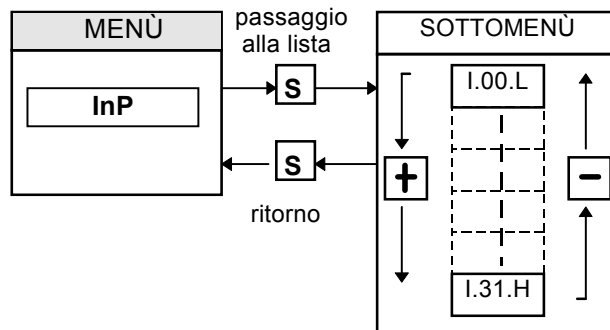 MENÙ
InP
passaggio
alla lista
S
S
ritorno
SOTTOMENÙ
I.00.L
+
−
I.31.H